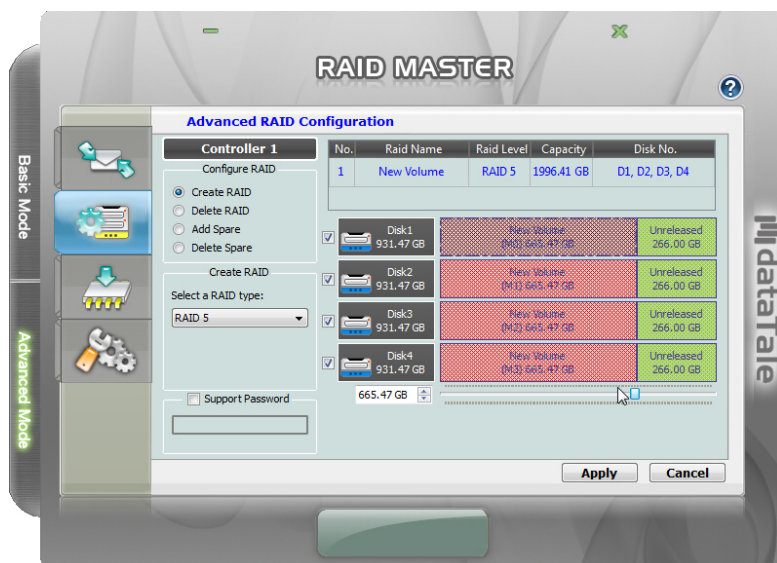 RAID MASTER
?
Basic Mode
Advanced Mode
Advanced RAID Configuration
Controller 1
Configure RAID
Create RAID
Delete RAID
Add Spare
Delete Spare
Create RAID
Select a RAID type:
RAID 5
Support Password
No. Raid Name Raid Level Capacity Disk No.
1 New Volume RAID 5 1996.41 GB D1, D2, D3, D4
Disk1 New Volume Unreleased
931.47 GB (M0) 665.47 GB 266.00 GB
Disk2 New Volume Unreleased
931.47 GB (M1) 665.47 GB 266.00 GB
Disk3 New Volume Unreleased
931.47 GB (M2) 665.47 GB 266.00 GB
Disk4 New Volume Unreleased
931.47 GB (M3) 665.47 GB 266.00 GB
665.47 GB
Apply Cancel
dataTale